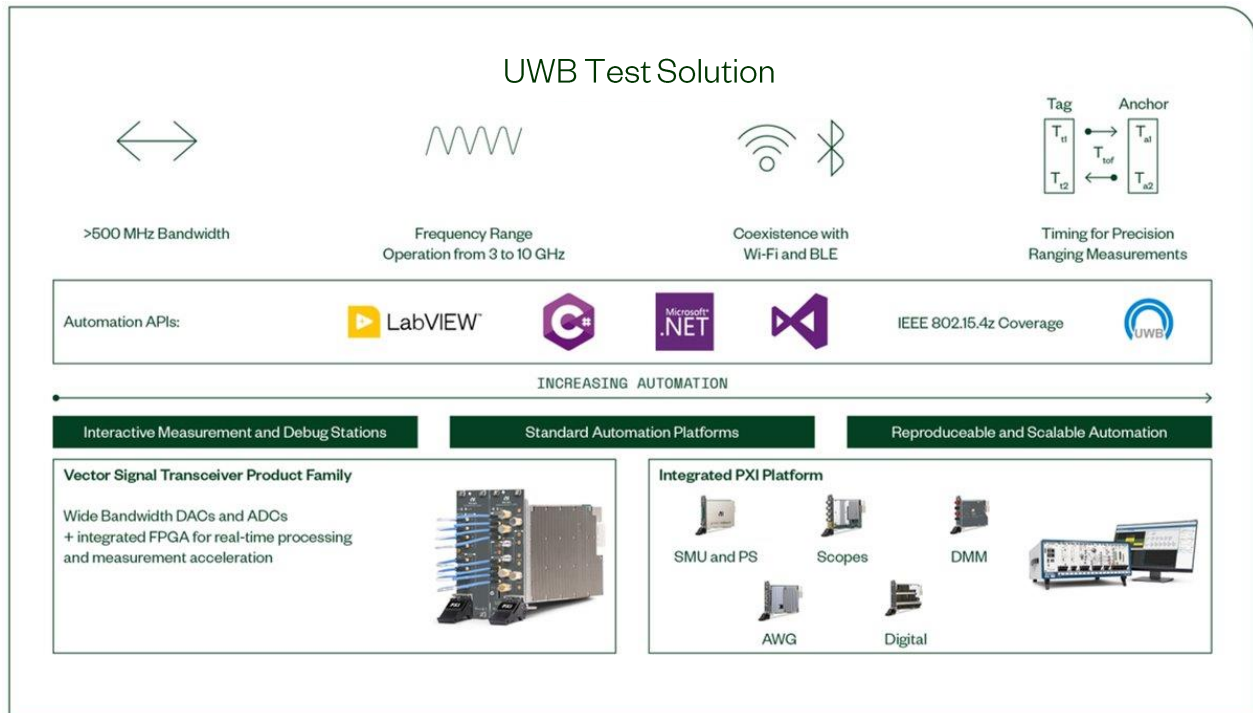 UWB Test Solution
Tag
Anchor
Tt1
Ta1
Ttof
Tt2
Ta2
>500 MHz Bandwidth
Frequency Range
Operation from 3 to 10 GHz
Coexistence with
Wi-Fi and BLE
Timing for Precision
Ranging Measurements
Automation APIs:
LabVIEW™
C#
Microsoft®
.NET
IEEE 802.15.4z Coverage
UWB
INCREASING AUTOMATION
Interactive Measurement and Debug Stations
Standard Automation Platforms
Reproduceable and Scalable Automation
Vector Signal Transceiver Product Family
Wide Bandwidth DACs and ADCs
+ integrated FPGA for real-time processing
and measurement acceleration
Integrated PXI Platform
SMU and PS
Scopes
DMM
AWG
Digital